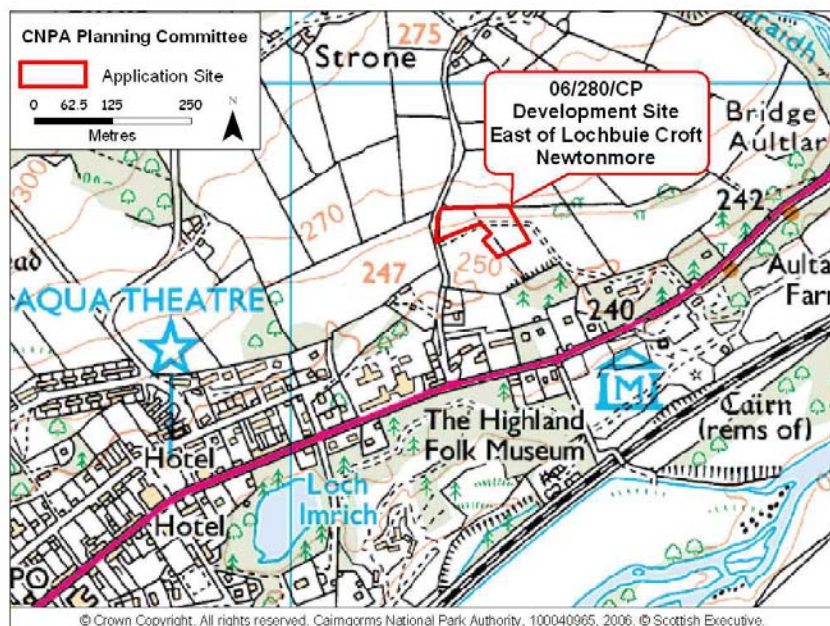 CNPA Planning Committee
Application Site
0 62.5 125 250
Metres
N
Strone
275
06/280/CP
Development Site
East of Lochbuie Croft
Newtonmore
Bridge
Aultlar
242
300
270
247
250
240
AQUA THEATRE
Aulta
Farm
M
The Highland
Folk Museum
Cairn
(rems of)
Hotel
Hotel
Loch
Imrich
PO
© Crown Copyright. All rights reserved. Cairngorms National Park Authority. 100040965, 2006. © Scottish Executive.